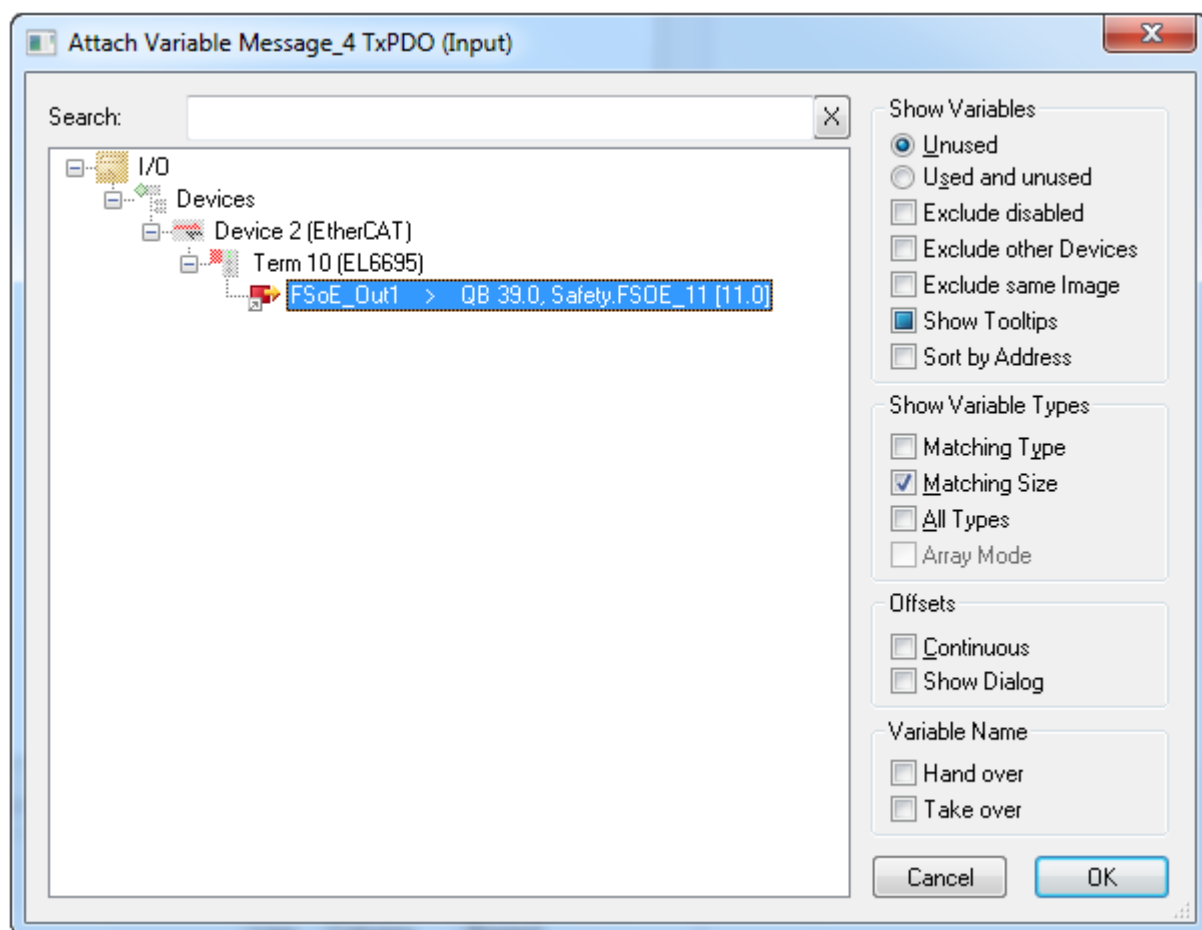 Attach Variable Message_4 TxPDO (Input)
Search:
I/O
Devices
Device 2 (EtherCAT)
Term 10 (EL6695)
FSoE_Out1 > QB 39.0, Safety.FSOE_11 [11.0]
Show Variables
Unused
Used and unused
Exclude disabled
Exclude other Devices
Exclude same Image
Show Tooltips
Sort by Address
Show Variable Types
Matching Type
Matching Size
All Types
Array Mode
Offsets
Continuous
Show Dialog
Variable Name
Hand over
Take over
Cancel
OK